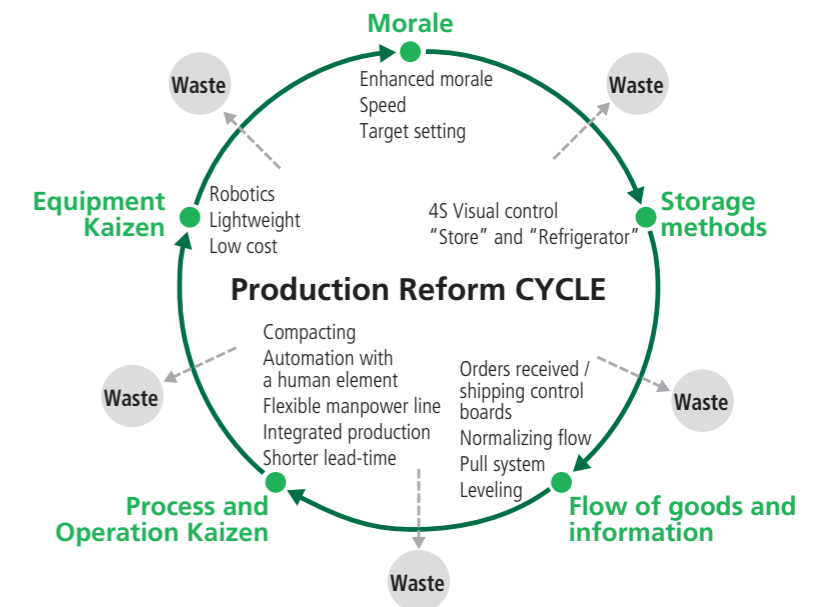 Morale
Enhanced morale
Speed
Target setting
Waste
Waste
Storage
methods
4S Visual control
“Store” and “Refrigerator”
Equipment
Kaizen
Robotics
Lightweight
Low cost
Production Reform CYCLE
Compacting
Automation with
a human element
Flexible manpower line
Integrated production
Shorter lead-time
Orders received /
shipping control
boards
Normalizing flow
Pull system
Leveling
Waste
Waste
Process and
Operation Kaizen
Flow of goods and
information
Waste